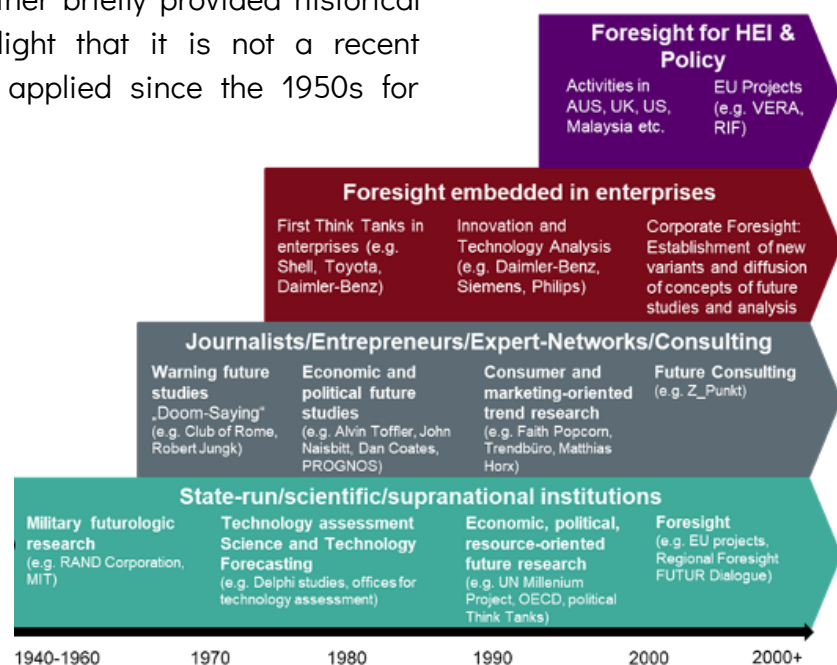 ther briefly provided historical
light that it is not a recent
applied since the 1950s for
Foresight for HEI &
Policy
Activities in
AUS, UK, US,
Malaysia etc.
EU Projects
(e.g. VERA,
RIF)
Foresight embedded in enterprises
First Think Tanks in
enterprises (e.g.
Shell, Toyota,
Daimler-Benz)
Innovation and
Technology Analysis
(e.g. Daimler-Benz,
Siemens, Philips)
Corporate Foresight:
Establishment of new
variants and diffusion
of concepts of future
studies and analysis
Journalists/Entrepreneurs/Expert-Networks/Consulting
Warning future
studies
„Doom-Saying“
(e.g. Club of Rome,
Robert Jungk)
Economic and
political future
studies
(e.g. Alvin Toffler, John
Naisbitt, Dan Coates,
PROGNOS)
Consumer and
marketing-oriented
trend research
(e.g. Faith Popcorn,
Trendbüro, Matthias
Horx)
Future Consulting
(e.g. Z_Punkt)
State-run/scientific/supranational institutions
Military futurologic
research
(e.g. RAND Corporation,
MIT)
Technology assessment
Science and Technology
Forecasting
(e.g. Delphi studies, offices for
technology assessment)
Economic, political,
resource-oriented
future research
(e.g. UN Millenium
Project, OECD, political
Think Tanks)
Foresight
(e.g. EU projects,
Regional Foresight
FUTUR Dialogue)
1940-1960 1970 1980 1990 2000 2000+